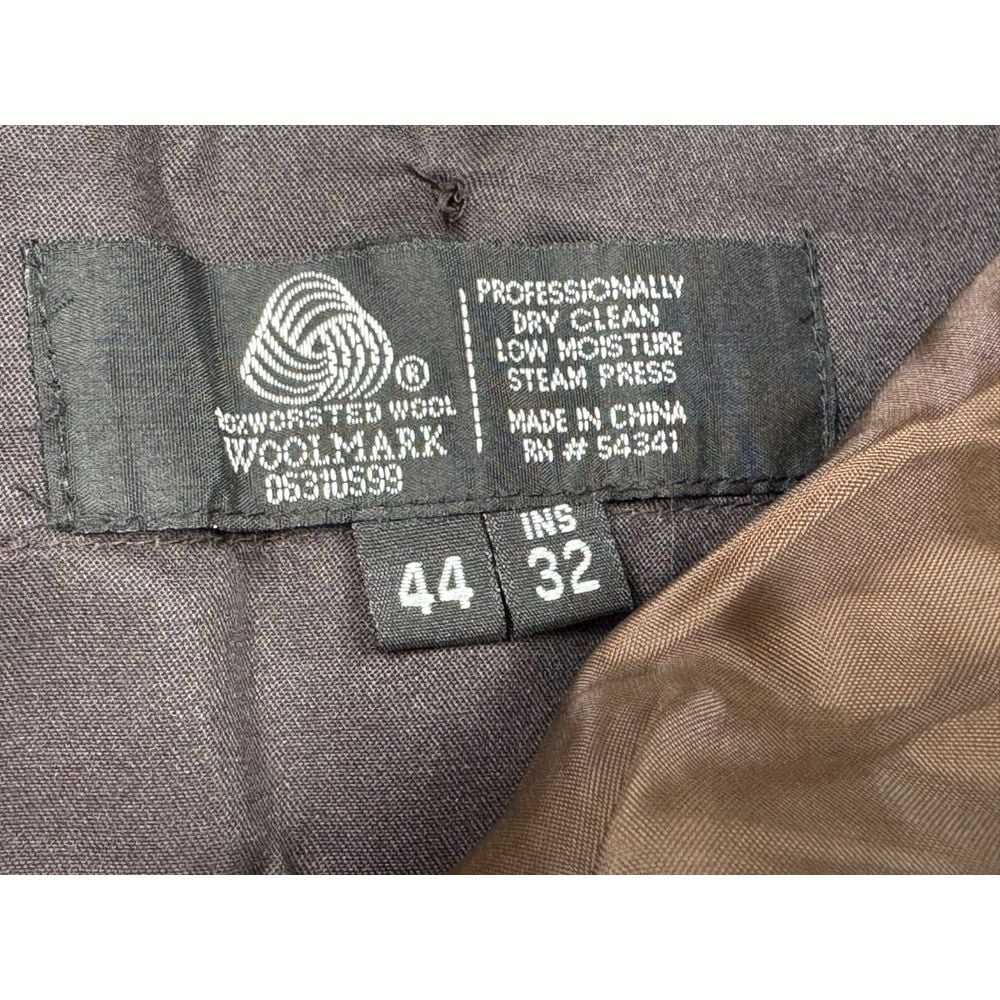 ®
WORSTED WOOL
WOOLMARK
PROFESSIONALLY
DRY CLEAN
LOW MOISTURE
STEAM PRESS
MADE IN CHINA
RN # 54341
44
INS
32